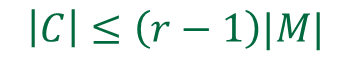 |C| ≤ (r − 1)|M|